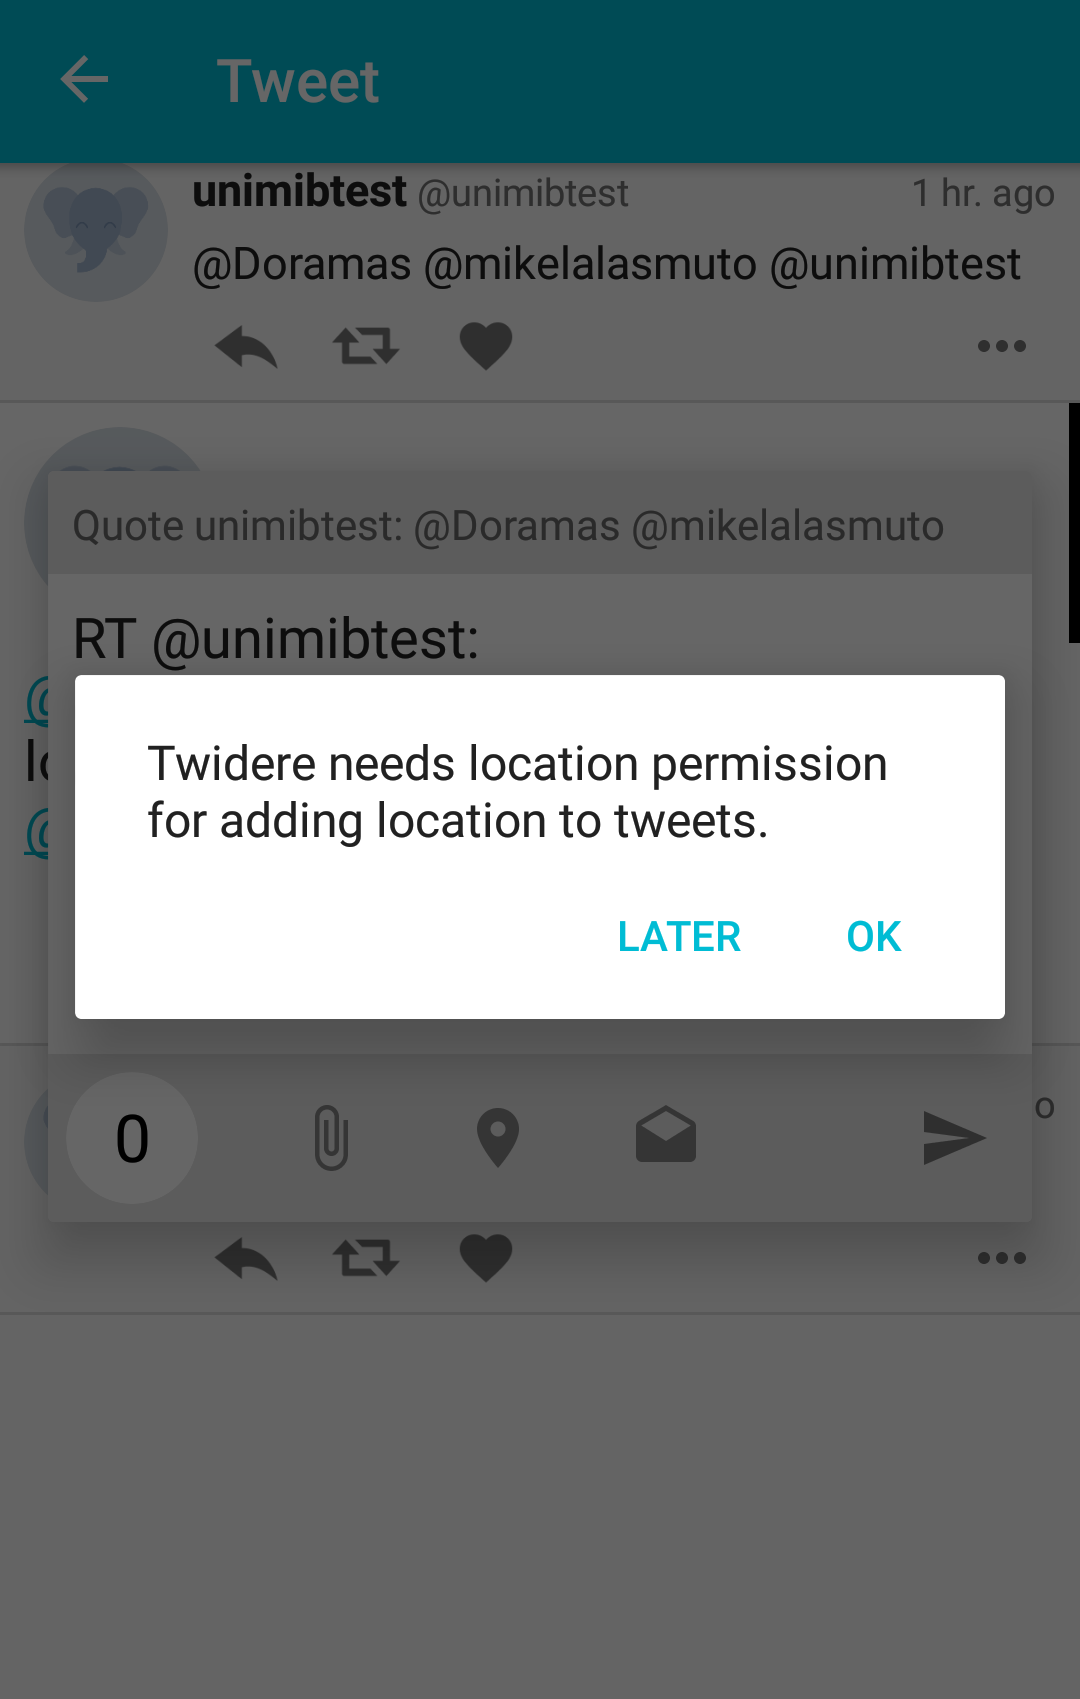 Tweet
unimibtest @unimibtest 1 hr. ago
@Doramas @mikelalasmuto @unimibtest
Quote unimibtest: @Doramas @mikelalasmuto
RT @unimibtest:
@
Twidere needs location permission
for adding location to tweets.
@
LATER OK
0
o